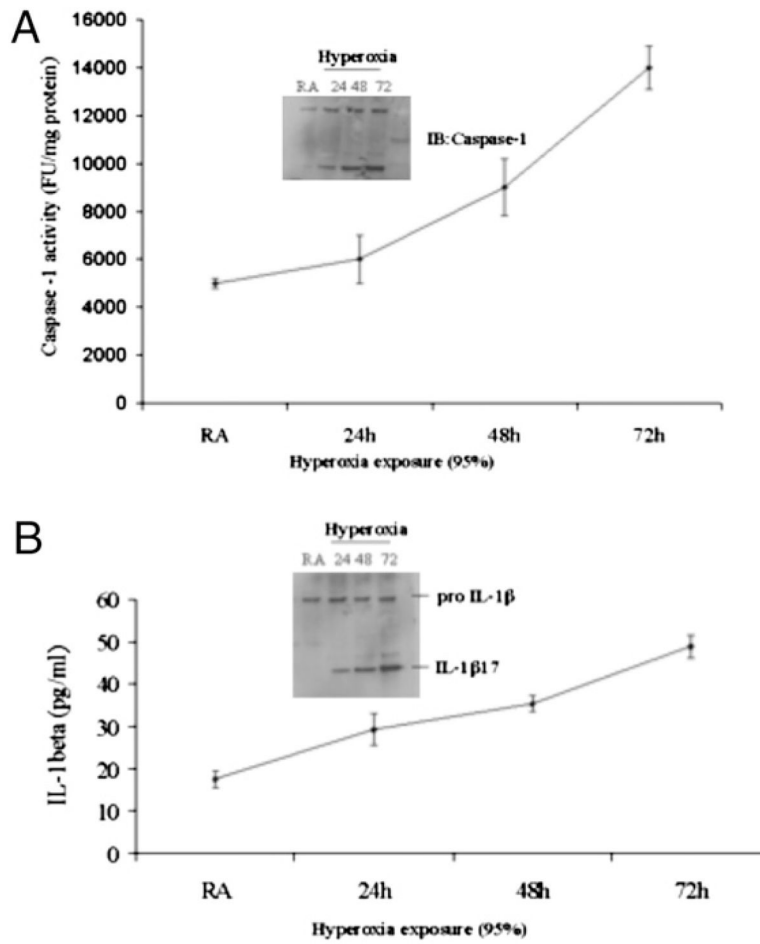 A
16000
14000
12000
10000
8000
6000
4000
2000
0
Caspase -1 activity (FU/mg protein)
Hyperoxia
RA 24 48 72
IB:Caspase-1
RA 24h 48h 72h
Hyperoxia exposure (95%)
B
60
50
40
30
20
10
0
IL-1beta (pg/ml)
Hyperoxia
RA 24 48 72
pro IL-1β
IL-1β17
RA 24h 48h 72h
Hyperoxia exposure (95%)